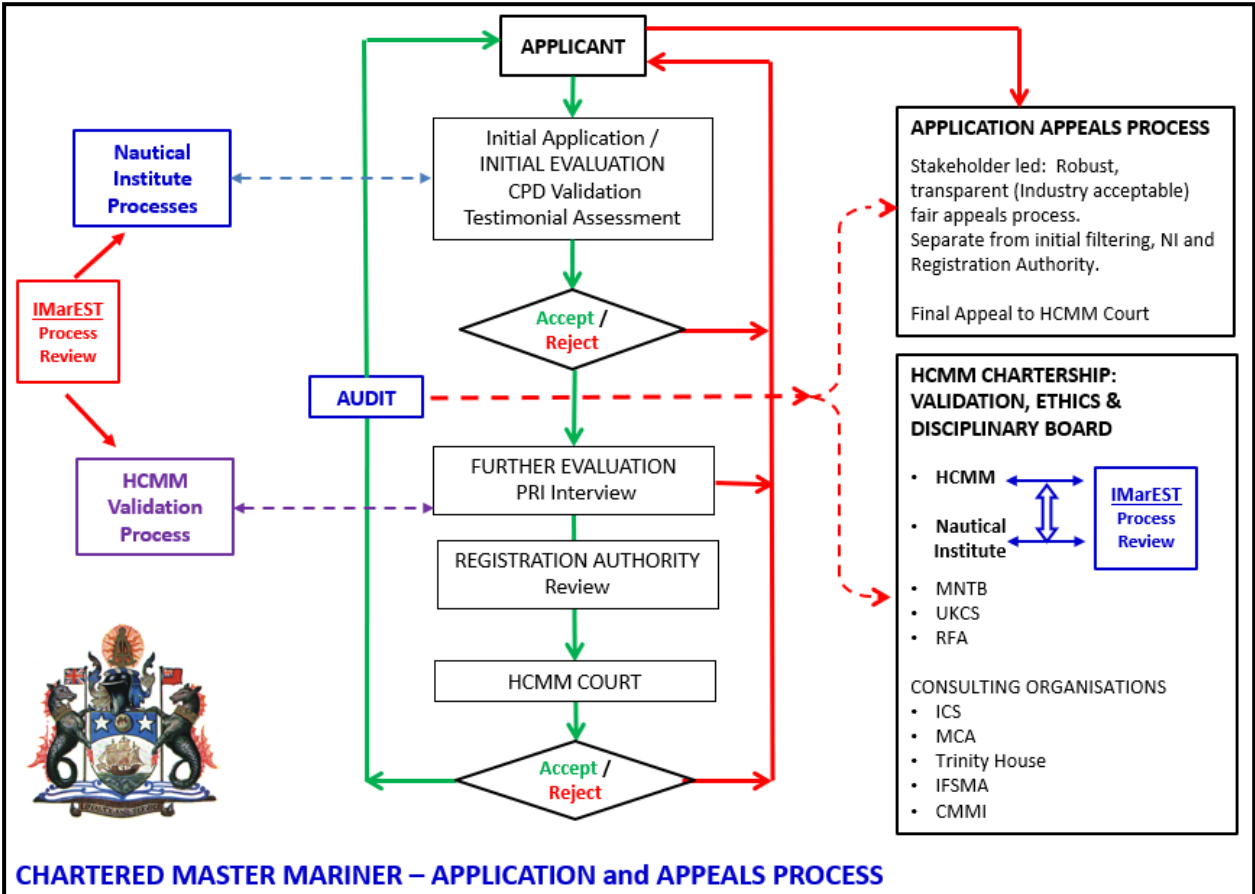 APPLICANT
Initial Application /
INITIAL EVALUATION
CPD Validation
Testimonial Assessment
Nautical
Institute
Processes
IMarEST
Process
Review
Accept /
Reject
AUDIT
HCMM
Validation
Process
FURTHER EVALUATION
PRI Interview
REGISTRATION AUTHORITY
Review
HCMM COURT
Accept /
Reject
APPLICATION APPEALS PROCESS
Stakeholder led:  Robust,
transparent (Industry acceptable)
fair appeals process.
Separate from initial filtering, NI and
Registration Authority.
Final Appeal to HCMM Court
HCMM CHARTERSHIP:
VALIDATION, ETHICS &
DISCIPLINARY BOARD
• HCMM
• Nautical
Institute
IMarEST
Process
Review
• MNTB
• UKCS
• RFA
CONSULTING ORGANISATIONS
• ICS
• MCA
• Trinity House
• IFSMA
• CMMI
CHARTERED MASTER MARINER – APPLICATION and APPEALS PROCESS